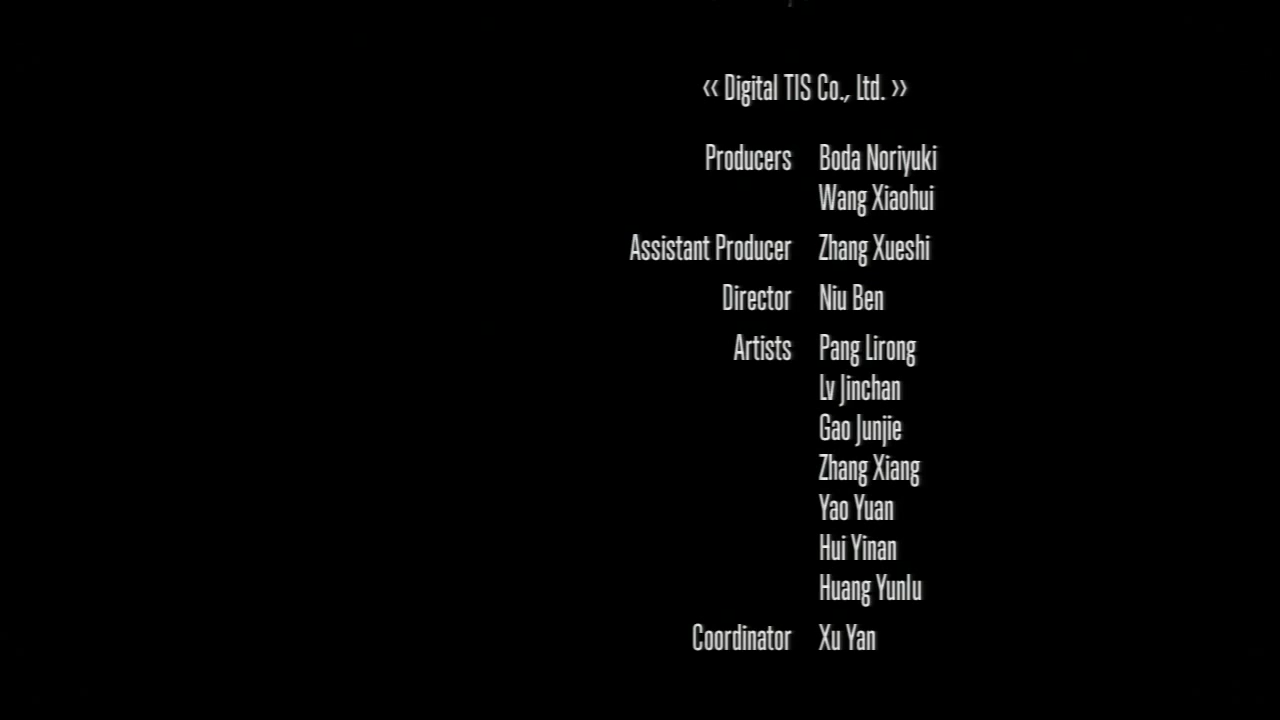 << Digital TIS Co., Ltd. >>
Producers Boda Noriyuki
Wang Xiaohui
Assistant Producer Zhang Xueshi
Director Niu Ben
Artists Pang Lirong
Lv Jinchan
Gao Junjie
Zhang Xiang
Yao Yuan
Hui Yinan
Huang Yunlu
Coordinator Xu Yan